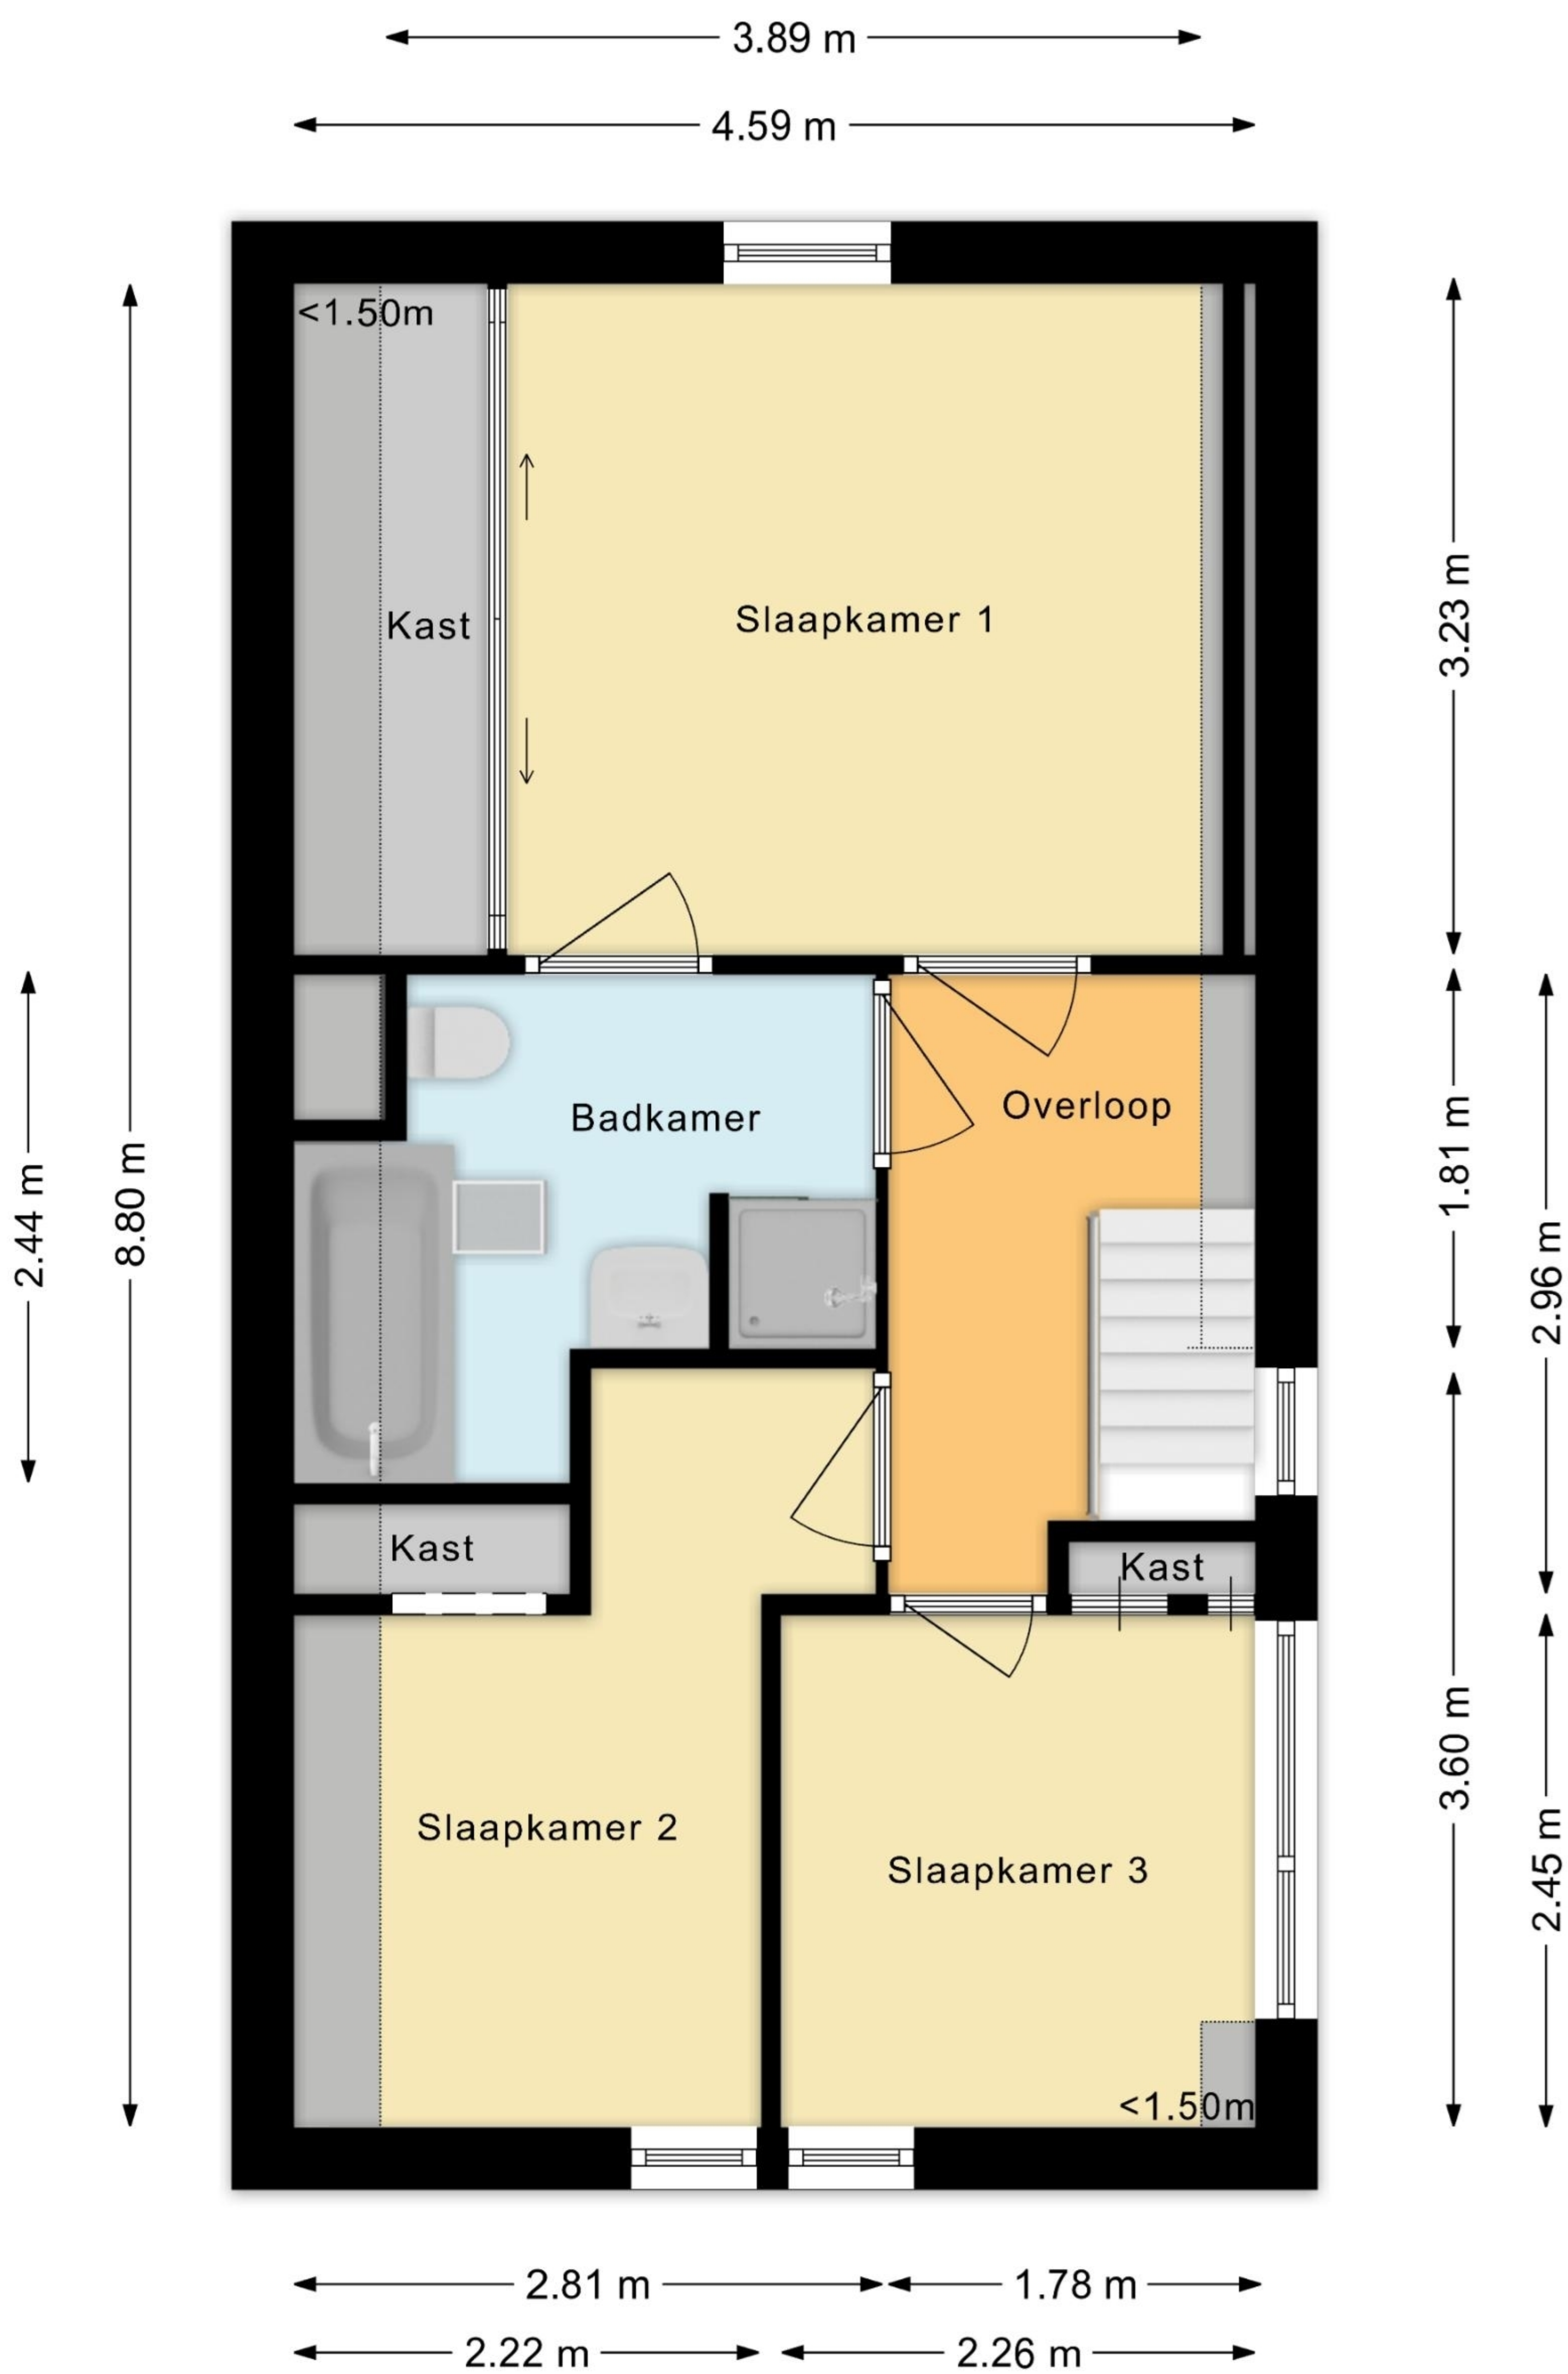 3.89 m
4.59 m
<1.50m
Kast
Slaapkamer 1
3.23 m
Badkamer
Overloop
1.81 m
2.44 m
8.80 m
2.96 m
Kast
Kast
3.60 m
Slaapkamer 2
Slaapkamer 3
2.45 m
<1.50m
2.81 m
1.78 m
2.22 m
2.26 m